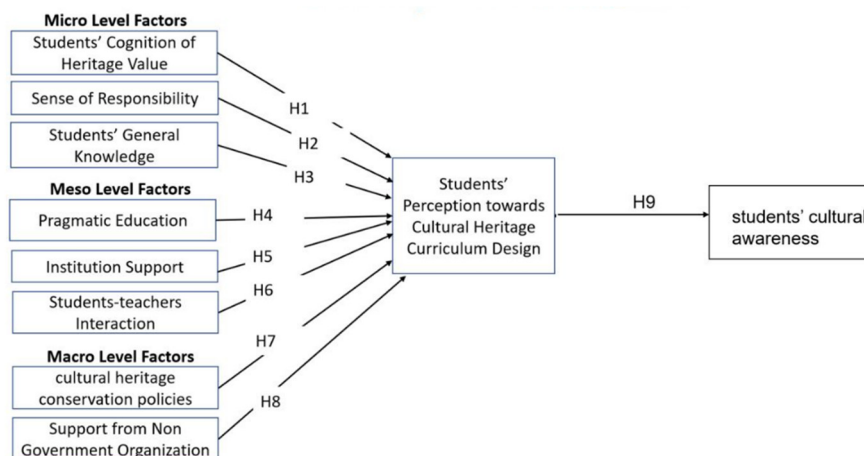 Micro Level Factors
Students' Cognition of
Heritage Value
Sense of Responsibility
Students' General
Knowledge
Meso Level Factors
Pragmatic Education
Institution Support
Students-teachers
Interaction
Macro Level Factors
cultural heritage
conservation policies
Support from Non
Government Organization
H1
H2
H3
H4
H5
H6
H7
H8
Students'
Perception towards
Cultural Heritage
Curriculum Design
H9
students' cultural
awareness